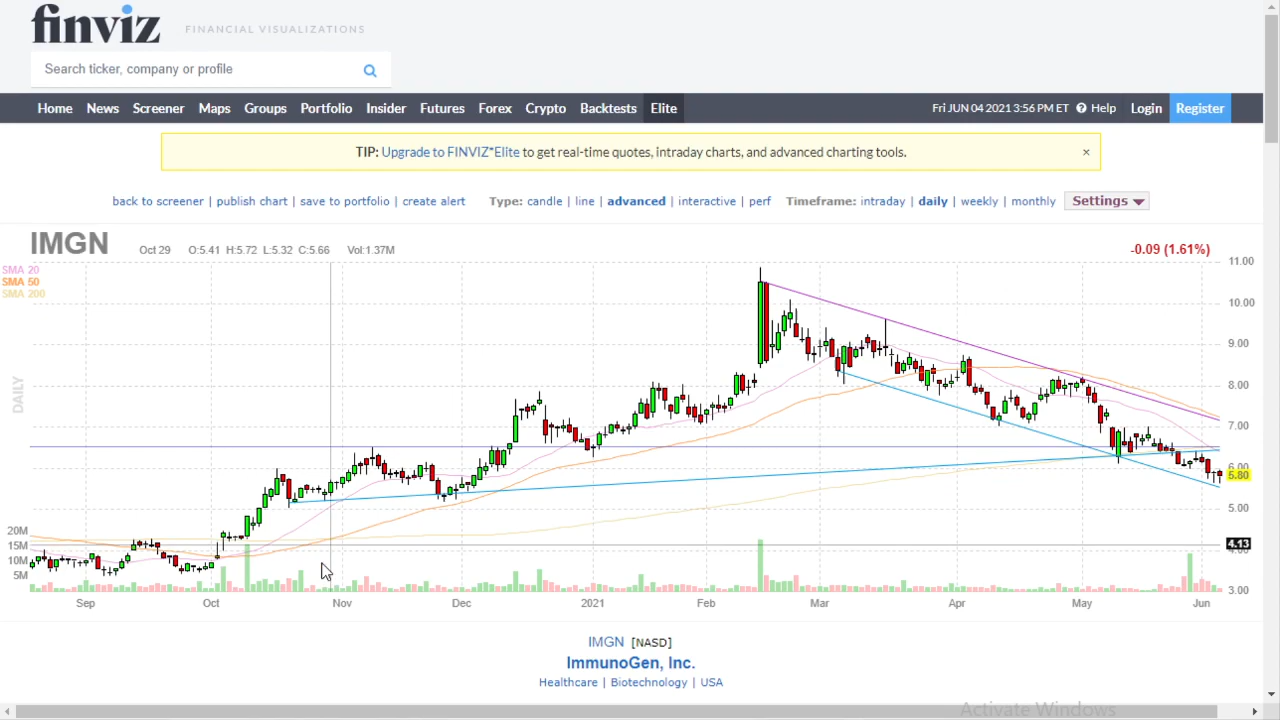 finviz FINANCIAL VISUALIZATIONS
Search ticker, company or profile
Home News Screener Maps Groups Portfolio Insider Futures Forex Crypto Backtests Elite Fri JUN 04 2021 3:56 PM ET Help Login Register
TIP: Upgrade to FINVIZ*Elite to get real-time quotes, intraday charts, and advanced charting tools. ×
back to screener | publish chart | save to portfolio | create alert Type: candle | line | advanced | interactive | perf Timeframe: intraday | daily | weekly | monthly Settings
IMGN Oct 29 O:5.41 H:5.72 L:5.32 C:5.66 Vol:1.37M -0.09 (1.61%)
SMA 20
SMA 50
SMA 200
11.00
10.00
9.00
8.00
7.00
6.00
5.80
5.00
4.13
4.00
3.00
DAILY
20M
15M
10M
5M
Sep Oct Nov Dec 2021 Feb Mar Apr May Jun
IMGN [NASD]
ImmunoGen, Inc.
Healthcare | Biotechnology | USA
Activate Windows